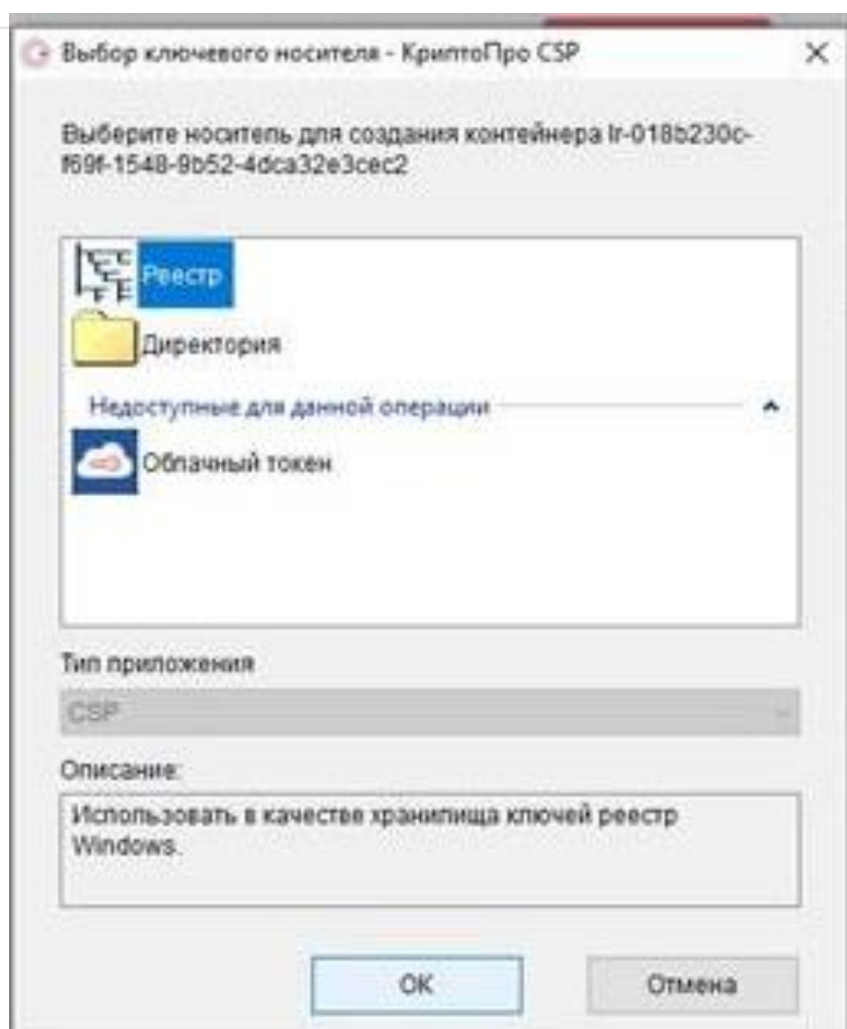 Выбор ключевого носителя - КриптоПро CSP
Выберите носитель для создания контейнера lr-018b230c-
f69f-1548-9b52-4dca32e3cec2
Реестр
Директория
Недоступные для данной операции
Облачный токен
Тип приложения
CSP
Описание:
Использовать в качестве хранилища ключей реестр
Windows.
OK
Отмена